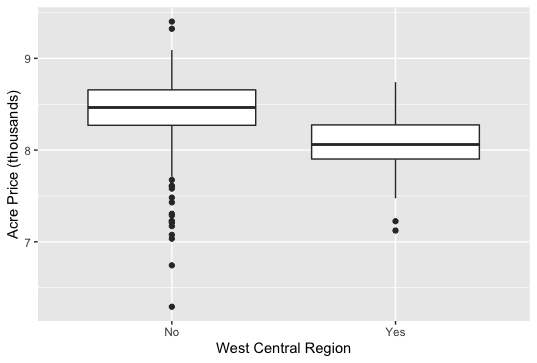 9
8
7
Acre Price (thousands)
No
Yes
West Central Region